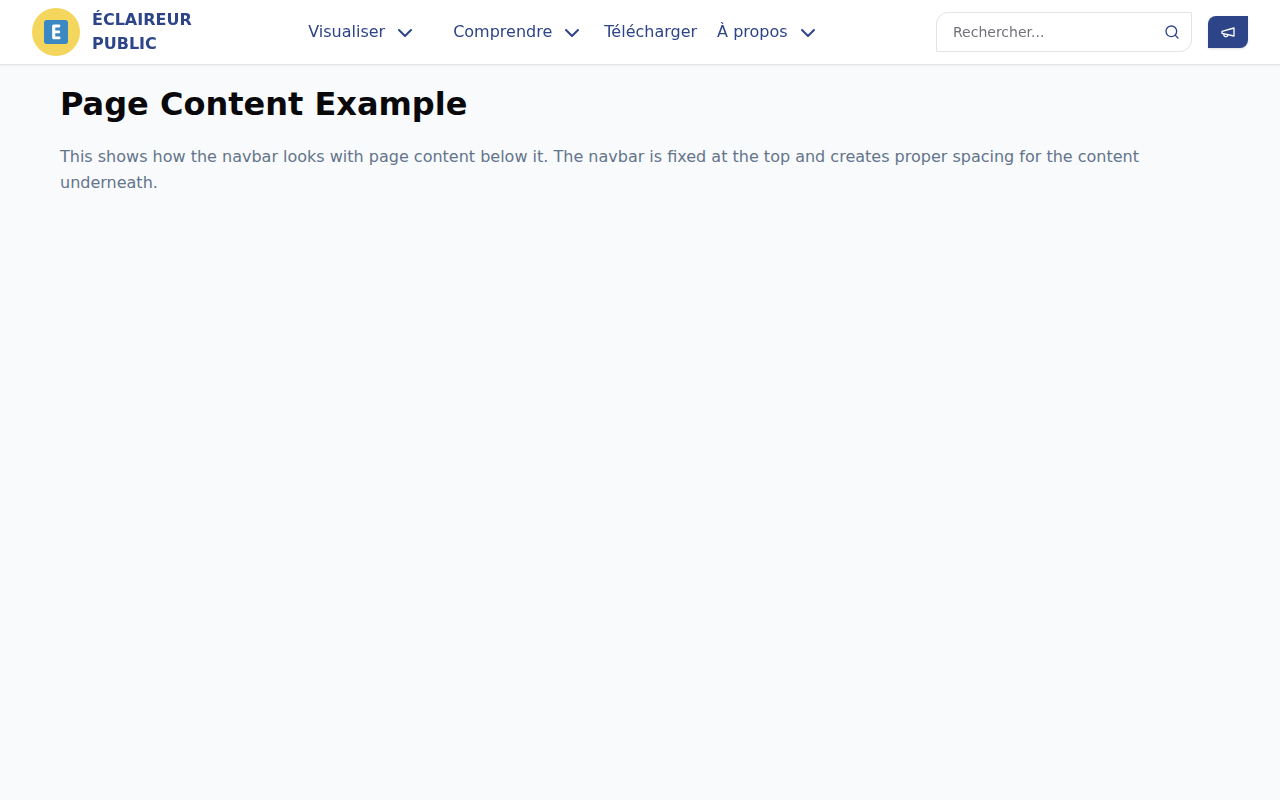 E
ÉCLAIREUR
PUBLIC
Visualiser
Comprendre
Télécharger
À propos
Rechercher...
Page Content Example
This shows how the navbar looks with page content below it. The navbar is fixed at the top and creates proper spacing for the content
underneath.